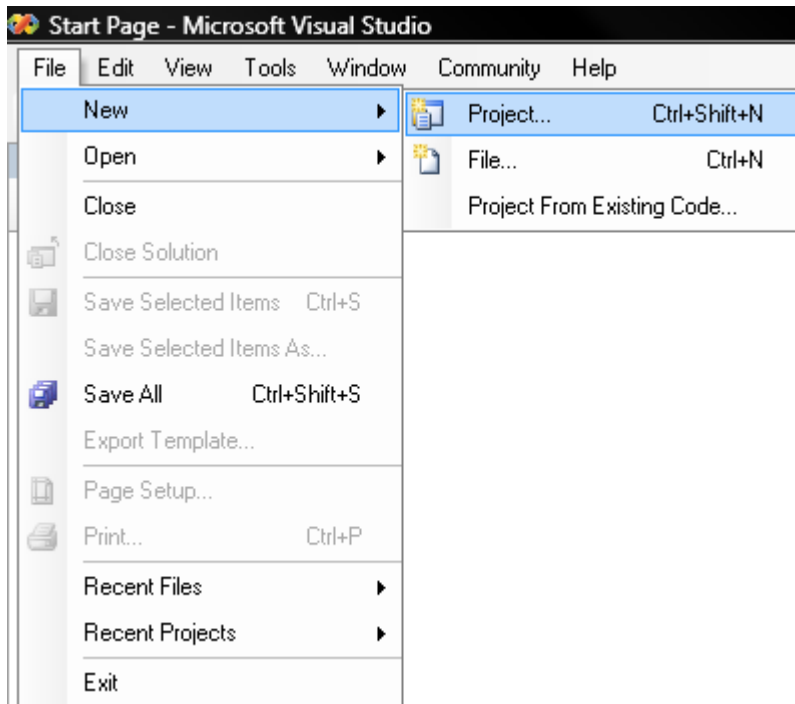 Start Page - Microsoft Visual Studio
File Edit View Tools Window Community Help
New Project... Ctrl+Shift+N
Open File... Ctrl+N
Close Project From Existing Code...
Close Solution
Save Selected Items Ctrl+S
Save Selected Items As...
Save All Ctrl+Shift+S
Export Template...
Page Setup...
Print... Ctrl+P
Recent Files
Recent Projects
Exit